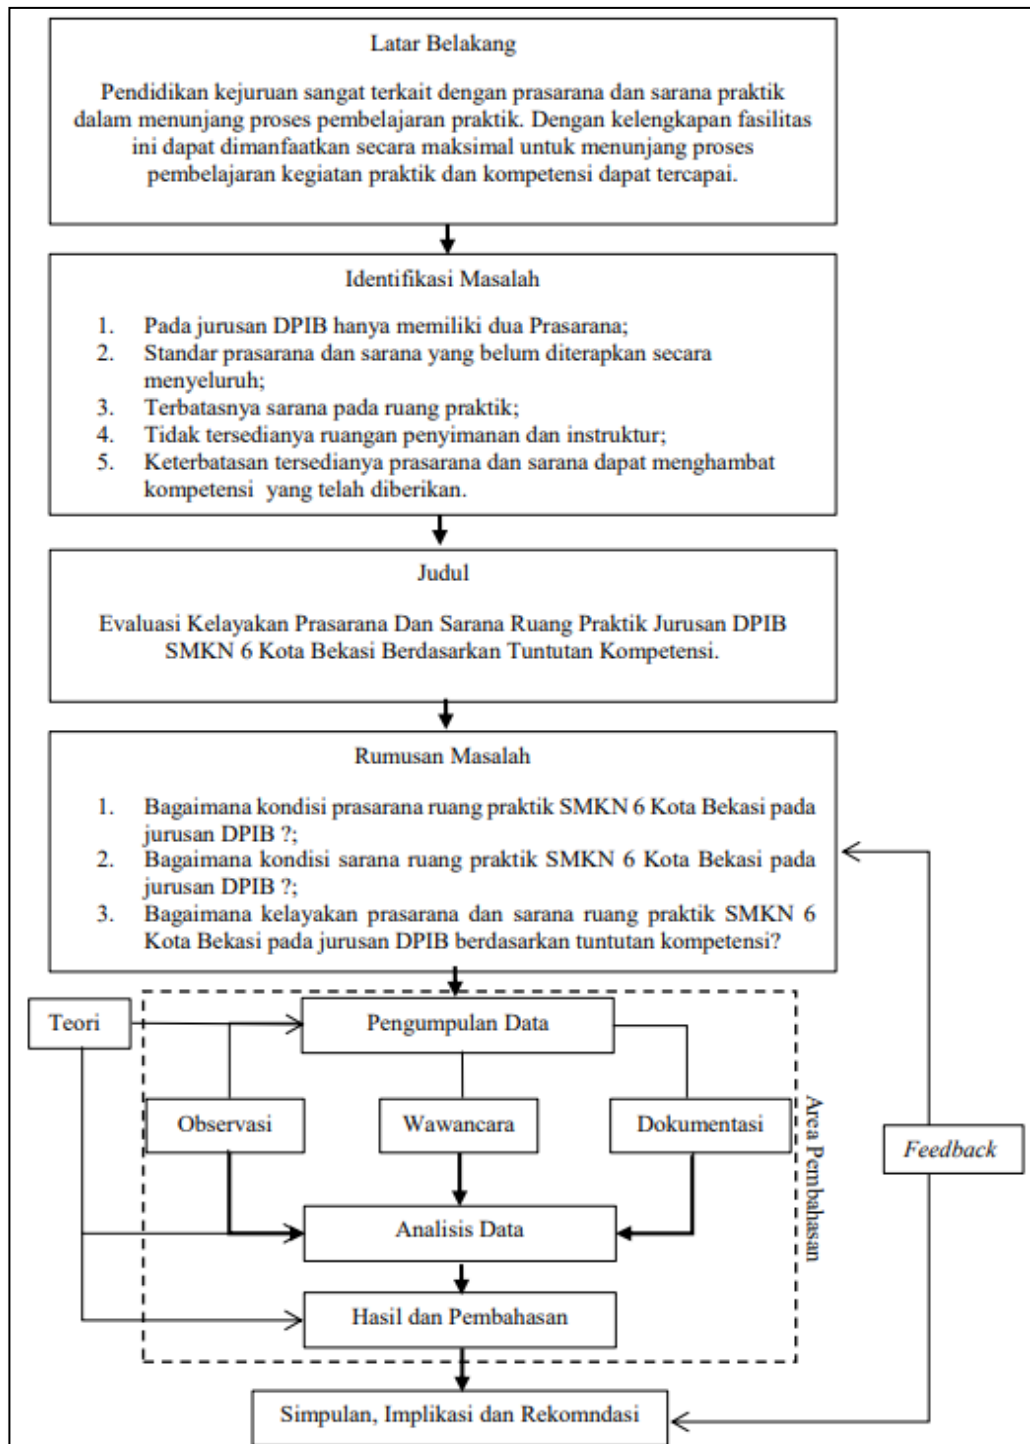 Latar Belakang
Pendidikan kejuruan sangat terkait dengan prasarana dan sarana praktik
dalam menunjang proses pembelajaran praktik. Dengan kelengkapan fasilitas
ini dapat dimanfaatkan secara maksimal untuk menunjang proses
pembelajaran kegiatan praktik dan kompetensi dapat tercapai.
Identifikasi Masalah
1. Pada jurusan DPIB hanya memiliki dua Prasarana;
2. Standar prasarana dan sarana yang belum diterapkan secara
menyeluruh;
3. Terbatasnya sarana pada ruang praktik;
4. Tidak tersedianya ruangan penyimanan dan instruktur;
5. Keterbatasan tersedianya prasarana dan sarana dapat menghambat
kompetensi yang telah diberikan.
Judul
Evaluasi Kelayakan Prasarana Dan Sarana Ruang Praktik Jurusan DPIB
SMKN 6 Kota Bekasi Berdasarkan Tuntutan Kompetensi.
Rumusan Masalah
1. Bagaimana kondisi prasarana ruang praktik SMKN 6 Kota Bekasi pada
jurusan DPIB ?;
2. Bagaimana kondisi sarana ruang praktik SMKN 6 Kota Bekasi pada
jurusan DPIB ?;
3. Bagaimana kelayakan prasarana dan sarana ruang praktik SMKN 6
Kota Bekasi pada jurusan DPIB berdasarkan tuntutan kompetensi?
Teori
Pengumpulan Data
Observasi
Wawancara
Dokumentasi
Area Pembahasan
Feedback
Analisis Data
Hasil dan Pembahasan
Simpulan, Implikasi dan Rekomndasi